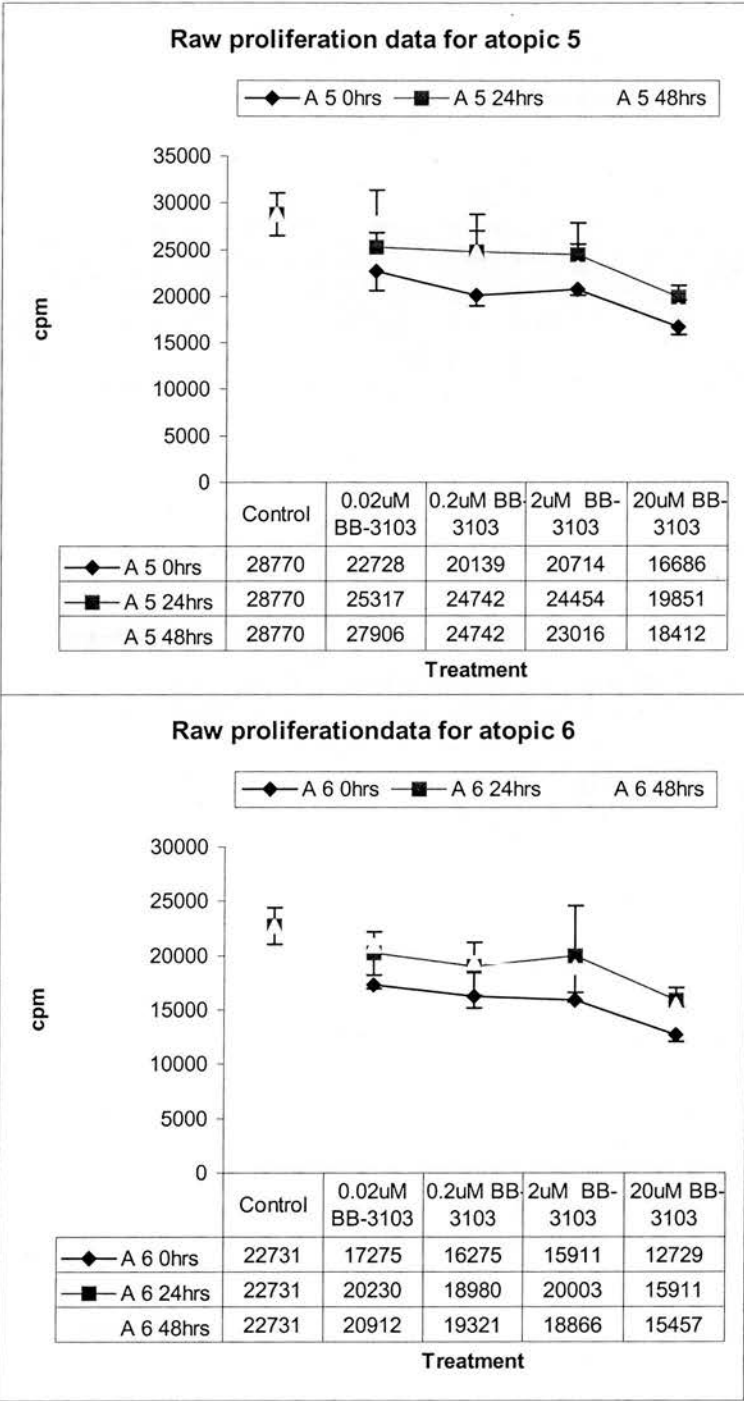 Raw proliferation data for atopic 5
A 5 0hrs A 5 24hrs A 5 48hrs
35000
30000
25000
20000
15000
10000
5000
0
cpm
Control 0.02uM BB-3103 0.2uM BB-3103 2uM BB-3103 20uM BB-3103
A 5 0hrs 28770 22728 20139 20714 16686
A 5 24hrs 28770 25317 24742 24454 19851
A 5 48hrs 28770 27906 24742 23016 18412
Treatment
Raw proliferationdata for atopic 6
A 6 0hrs A 6 24hrs A 6 48hrs
30000
25000
20000
15000
10000
5000
0
cpm
Control 0.02uM BB-3103 0.2uM BB-3103 2uM BB-3103 20uM BB-3103
A 6 0hrs 22731 17275 16275 15911 12729
A 6 24hrs 22731 20230 18980 20003 15911
A 6 48hrs 22731 20912 19321 18866 15457
Treatment